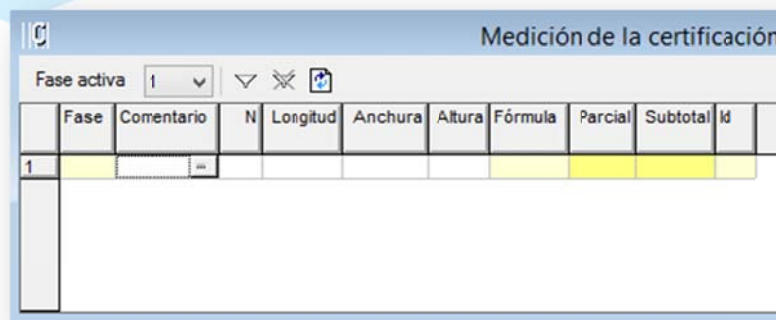 Medición de la certificación
Fase activa 1
Fase Comentario N Longitud Anchura Altura Fórmula Parcial Subtotal Id
1